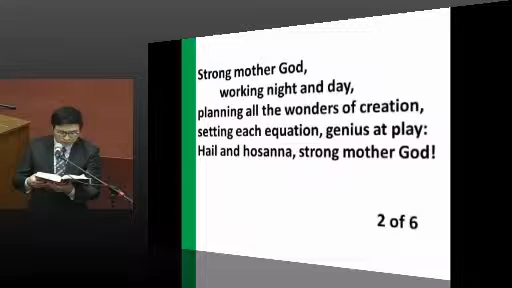 Strong mother God,
working night and day,
planning all the wonders of creation,
setting each equation, genius at play:
Hail and hosanna, strong mother God!
2 of 6